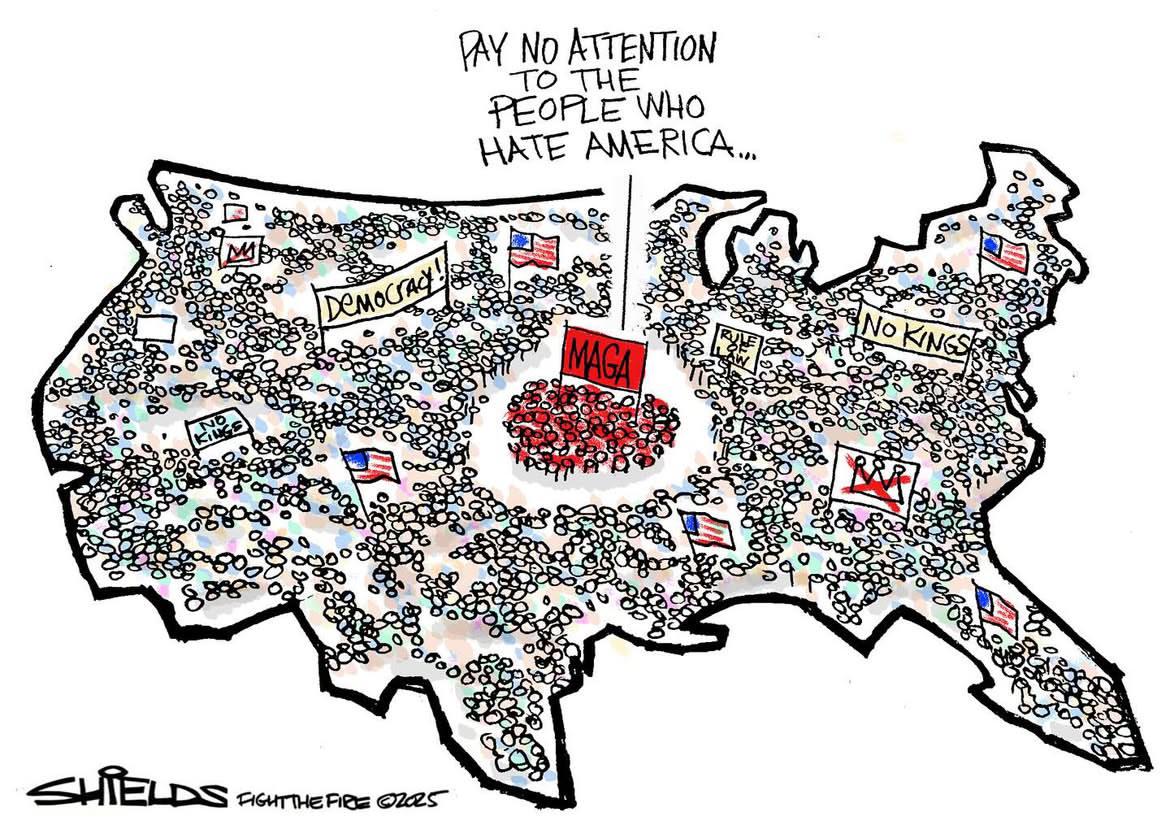 PAY NO ATTENTION
TO THE
PEOPLE WHO
HATE AMERICA...
DEMOCRACY!
MAGA
RULE
OF
LAW
NO KINGS
NO
KINGS
SHIELDS FIGHTTHEFIRE ©2025